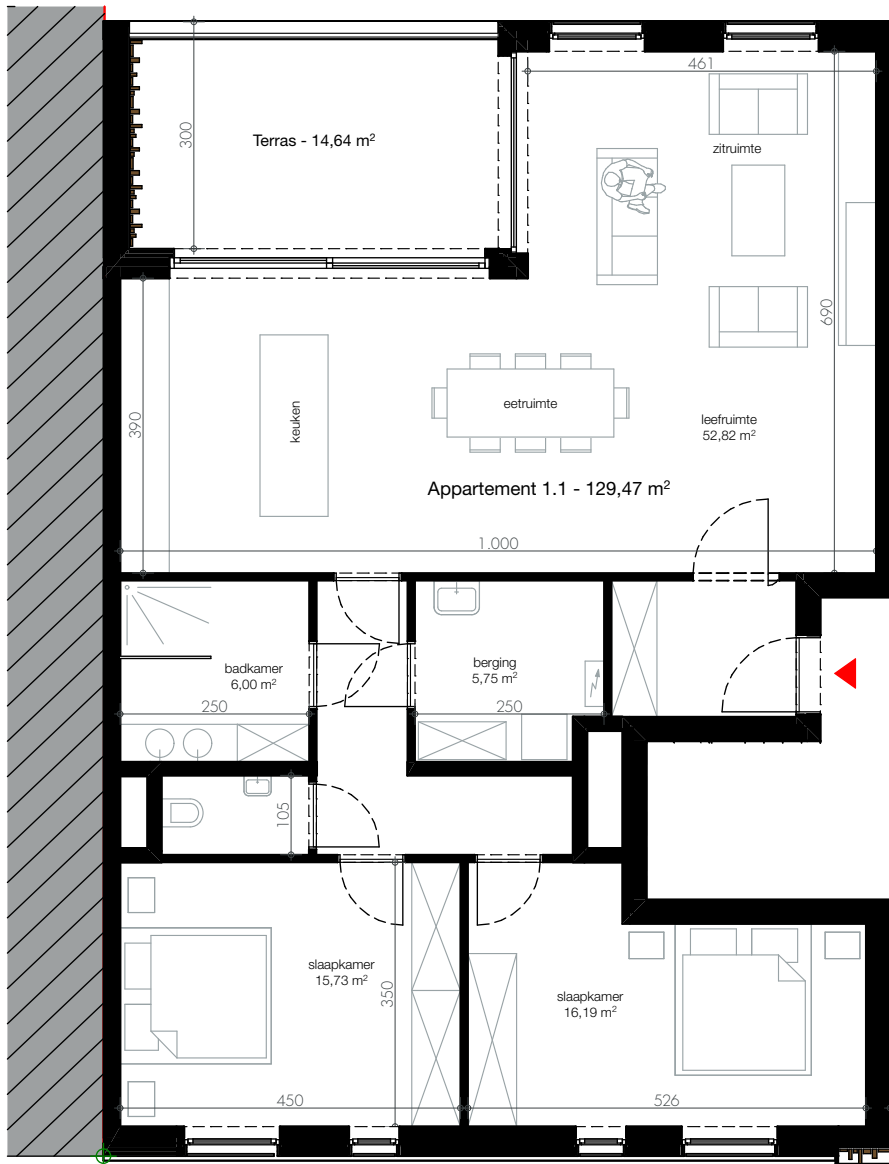 461
300
Terras - 14,64 m²
zitruimte
690
390
keuken
eetruimte
leefruimte
52,82 m²
Appartement 1.1 - 129,47 m²
1.000
badkamer
6,00 m²
berging
5,75 m²
250
250
105
slaapkamer
15,73 m²
350
slaapkamer
16,19 m²
450
526